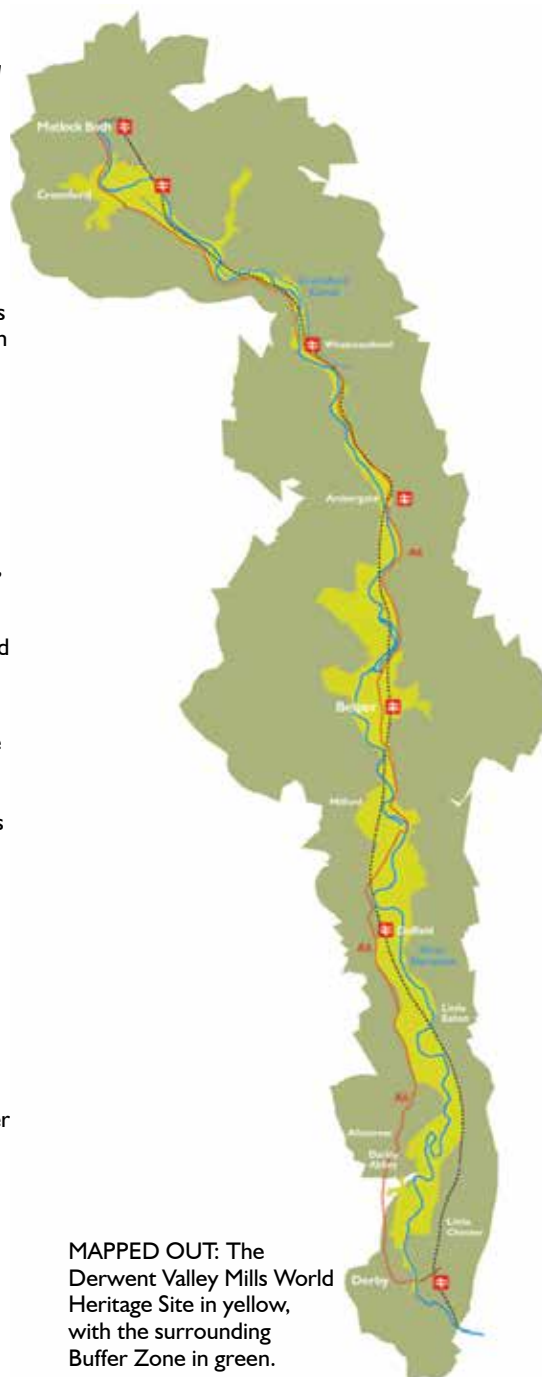 Matlock Bath
Cromford
Cromford
Canal
Whatstandwell
Ambergate
A6
Belper
Milford
Duffield
A6
River
Derwent
Little
Eaton
A6
Allestree
Darley
Abbey
Little
Chester
Derby
MAPPED OUT: The
Derwent Valley Mills World
Heritage Site in yellow,
with the surrounding
Buffer Zone in green.